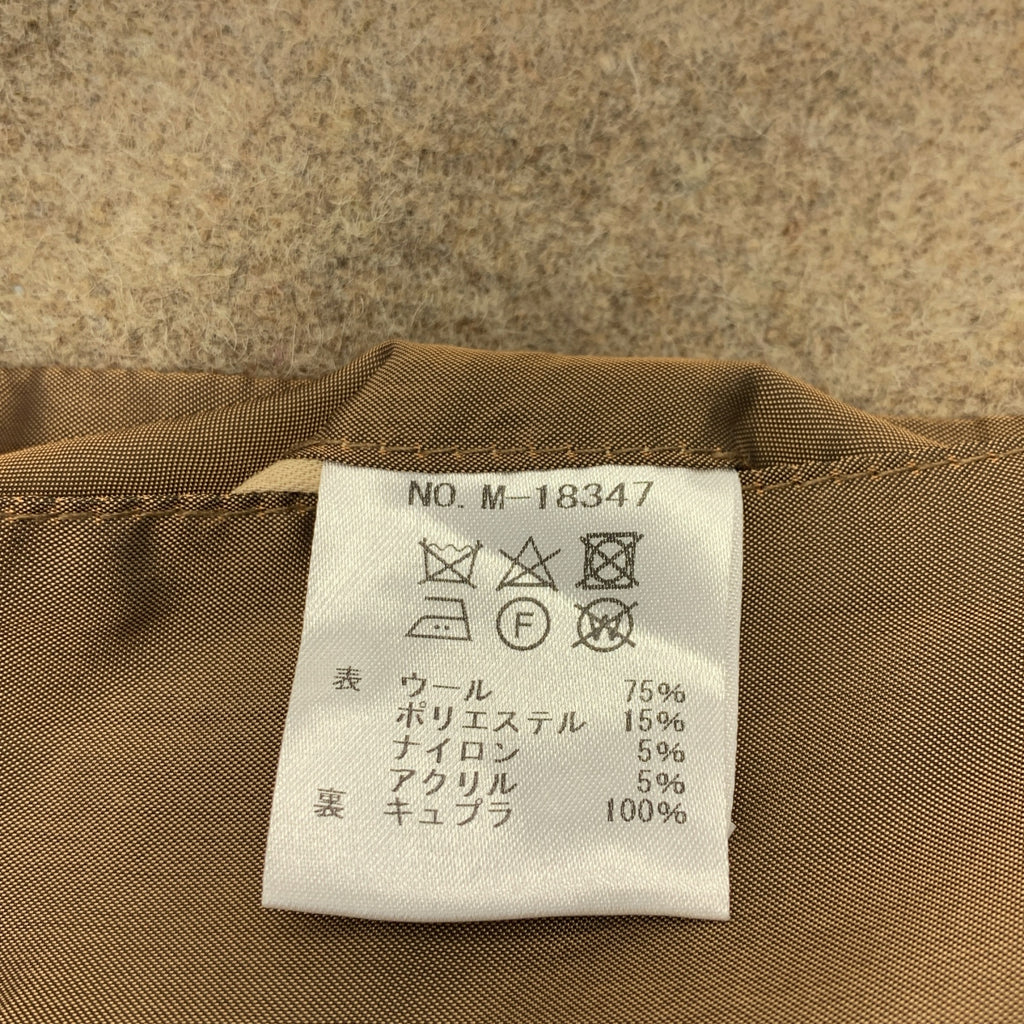 NO. M-18347
F W
表 ウール 75%
ポリエステル 15%
ナイロン 5%
アクリル 5%
裏 キュプラ 100%